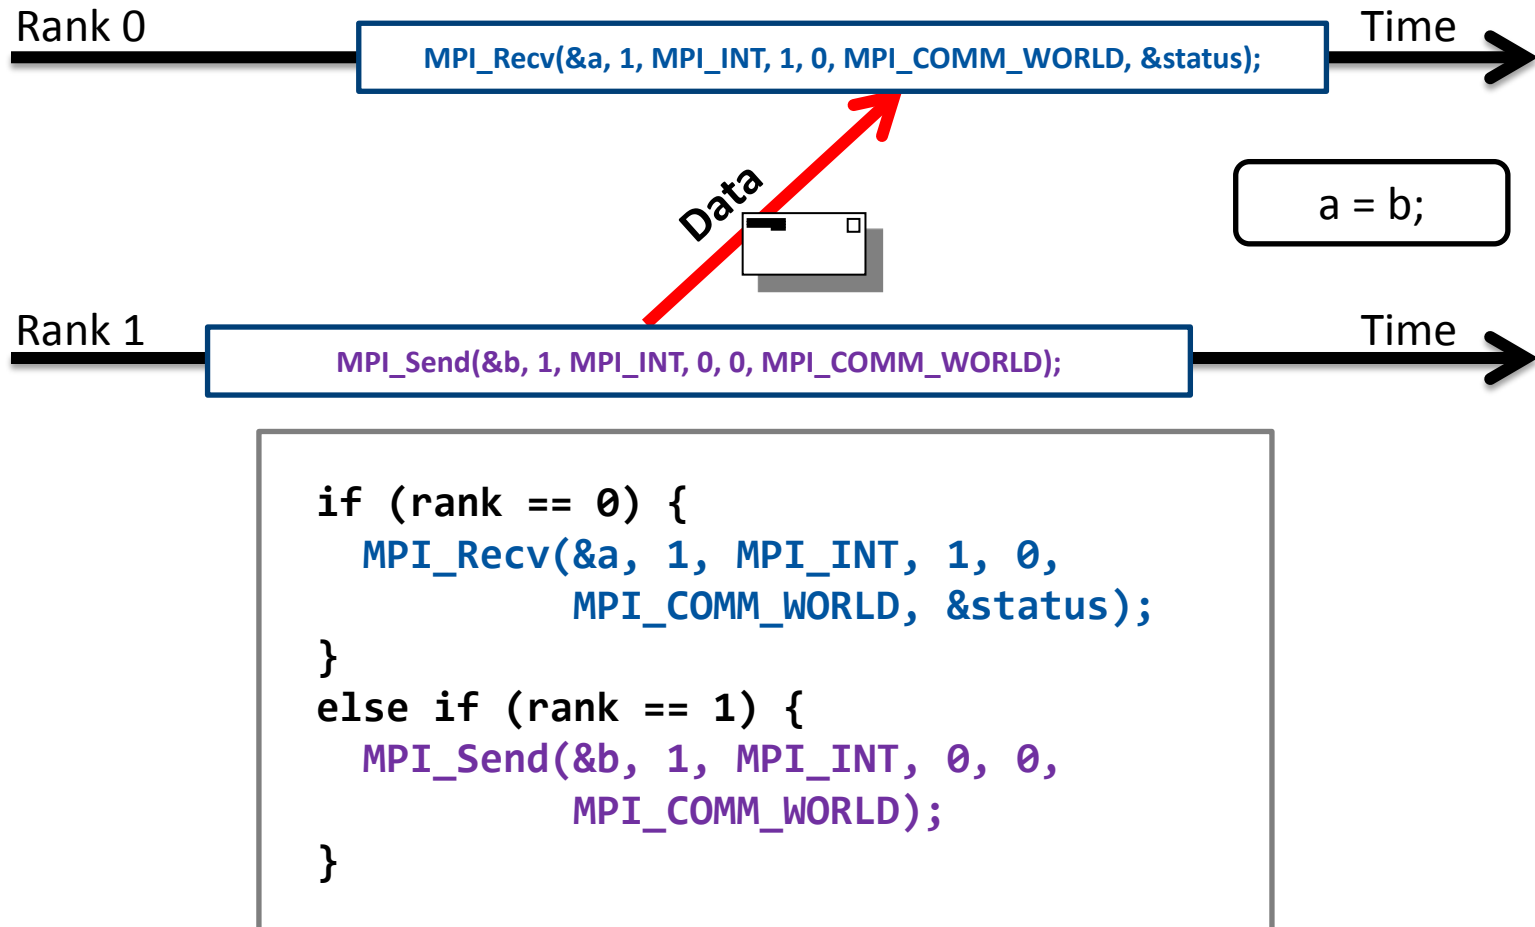 Rank 0
Time
MPI_Recv(&a, 1, MPI_INT, 1, 0, MPI_COMM_WORLD, &status);
Data
a = b;
Rank 1
Time
MPI_Send(&b, 1, MPI_INT, 0, 0, MPI_COMM_WORLD);
if (rank == 0) {
MPI_Recv(&a, 1, MPI_INT, 1, 0,
MPI_COMM_WORLD, &status);
}
else if (rank == 1) {
MPI_Send(&b, 1, MPI_INT, 0, 0,
MPI_COMM_WORLD);
}